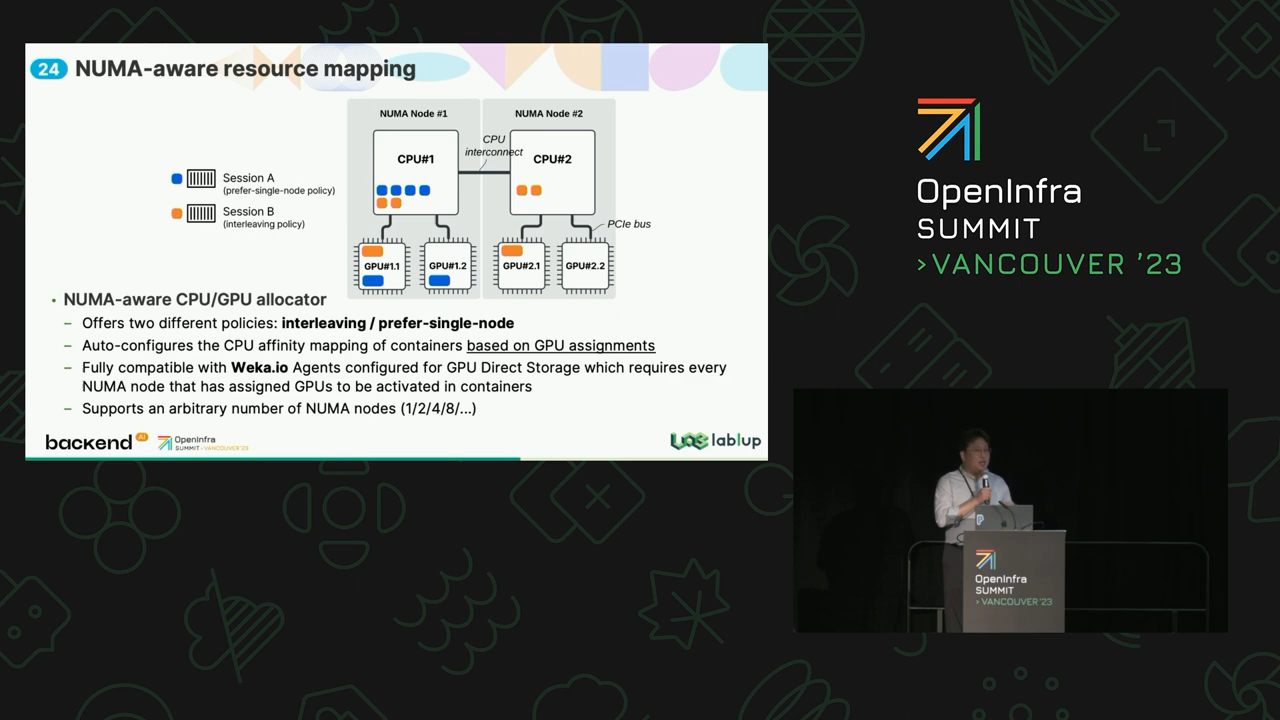 24 NUMA-aware resource mapping
NUMA Node #1
NUMA Node #2
CPU
interconnect
CPU#1
CPU#2
Session A
(prefer-single-node policy)
Session B
(interleaving policy)
PCIe bus
GPU#1.1
GPU#1.2
GPU#2.1
GPU#2.2
• NUMA-aware CPU/GPU allocator
– Offers two different policies: interleaving / prefer-single-node
– Auto-configures the CPU affinity mapping of containers based on GPU assignments
– Fully compatible with Weka.io Agents configured for GPU Direct Storage which requires every
NUMA node that has assigned GPUs to be activated in containers
– Supports an arbitrary number of NUMA nodes (1/2/4/8/...)
backend AI
OpenInfra
SUMMIT > VANCOUVER '23
lablup
OpenInfra
SUMMIT
>VANCOUVER '23
OpenInfra
SUMMIT
> VANCOUVER '23